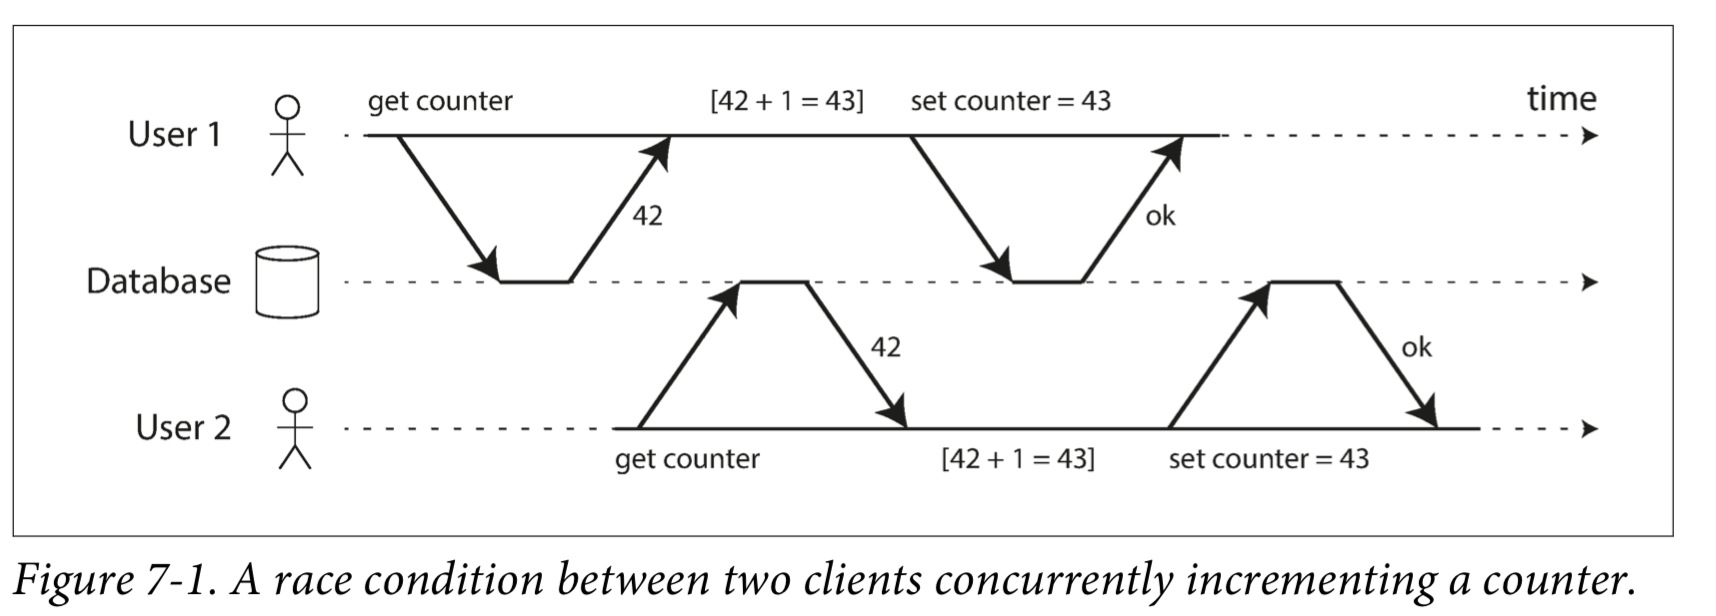 get counter [42 + 1 = 43] set counter = 43 time
User 1
42 ok
Database
42 ok
User 2
get counter [42 + 1 = 43] set counter = 43
Figure 7-1. A race condition between two clients concurrently incrementing a counter.